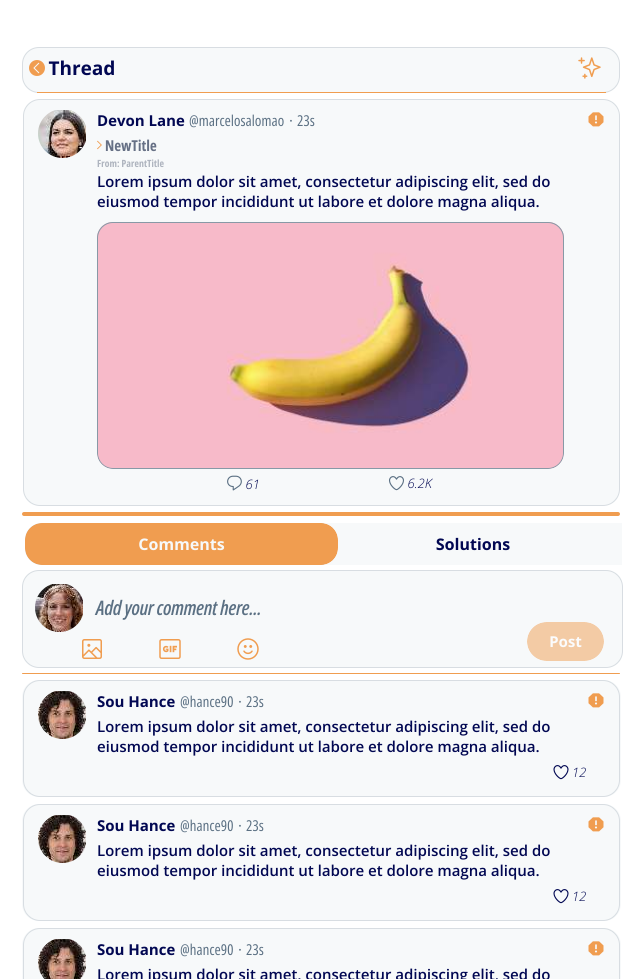 Thread
Devon Lane @marcelosalomao · 23s
NewTitle
From: ParentTitle
Lorem ipsum dolor sit amet, consectetur adipiscing elit, sed do
eiusmod tempor incididunt ut labore et dolore magna aliqua.
61 6.2K
Comments Solutions
Add your comment here...
GIF Post
Sou Hance @hance90 · 23s
Lorem ipsum dolor sit amet, consectetur adipiscing elit, sed do
eiusmod tempor incididunt ut labore et dolore magna aliqua.
12
Sou Hance @hance90 · 23s
Lorem ipsum dolor sit amet, consectetur adipiscing elit, sed do
eiusmod tempor incididunt ut labore et dolore magna aliqua.
12
Sou Hance @hance90 · 23s
Lorem ipsum dolor sit amet, consectetur adipiscing elit, sed do